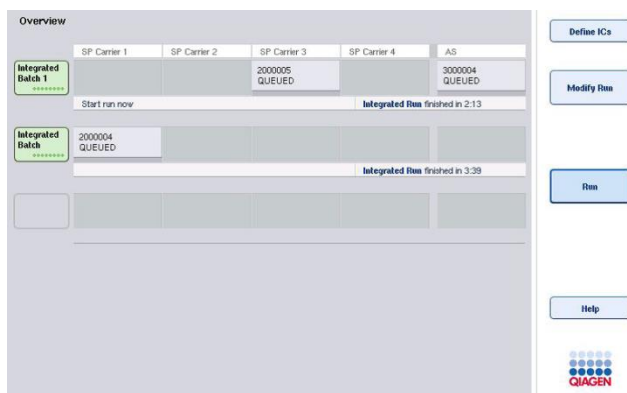 Overview
SP Carrier 1 SP Carrier 2 SP Carrier 3 SP Carrier 4 AS
Integrated
Batch 1
2000005
QUEUED
3000004
QUEUED
Start run now Integrated Run finished in 2:13
Integrated
Batch
2000004
QUEUED
Integrated Run finished in 3:39
Define ICs
Modify Run
Run
Help
QIAGEN